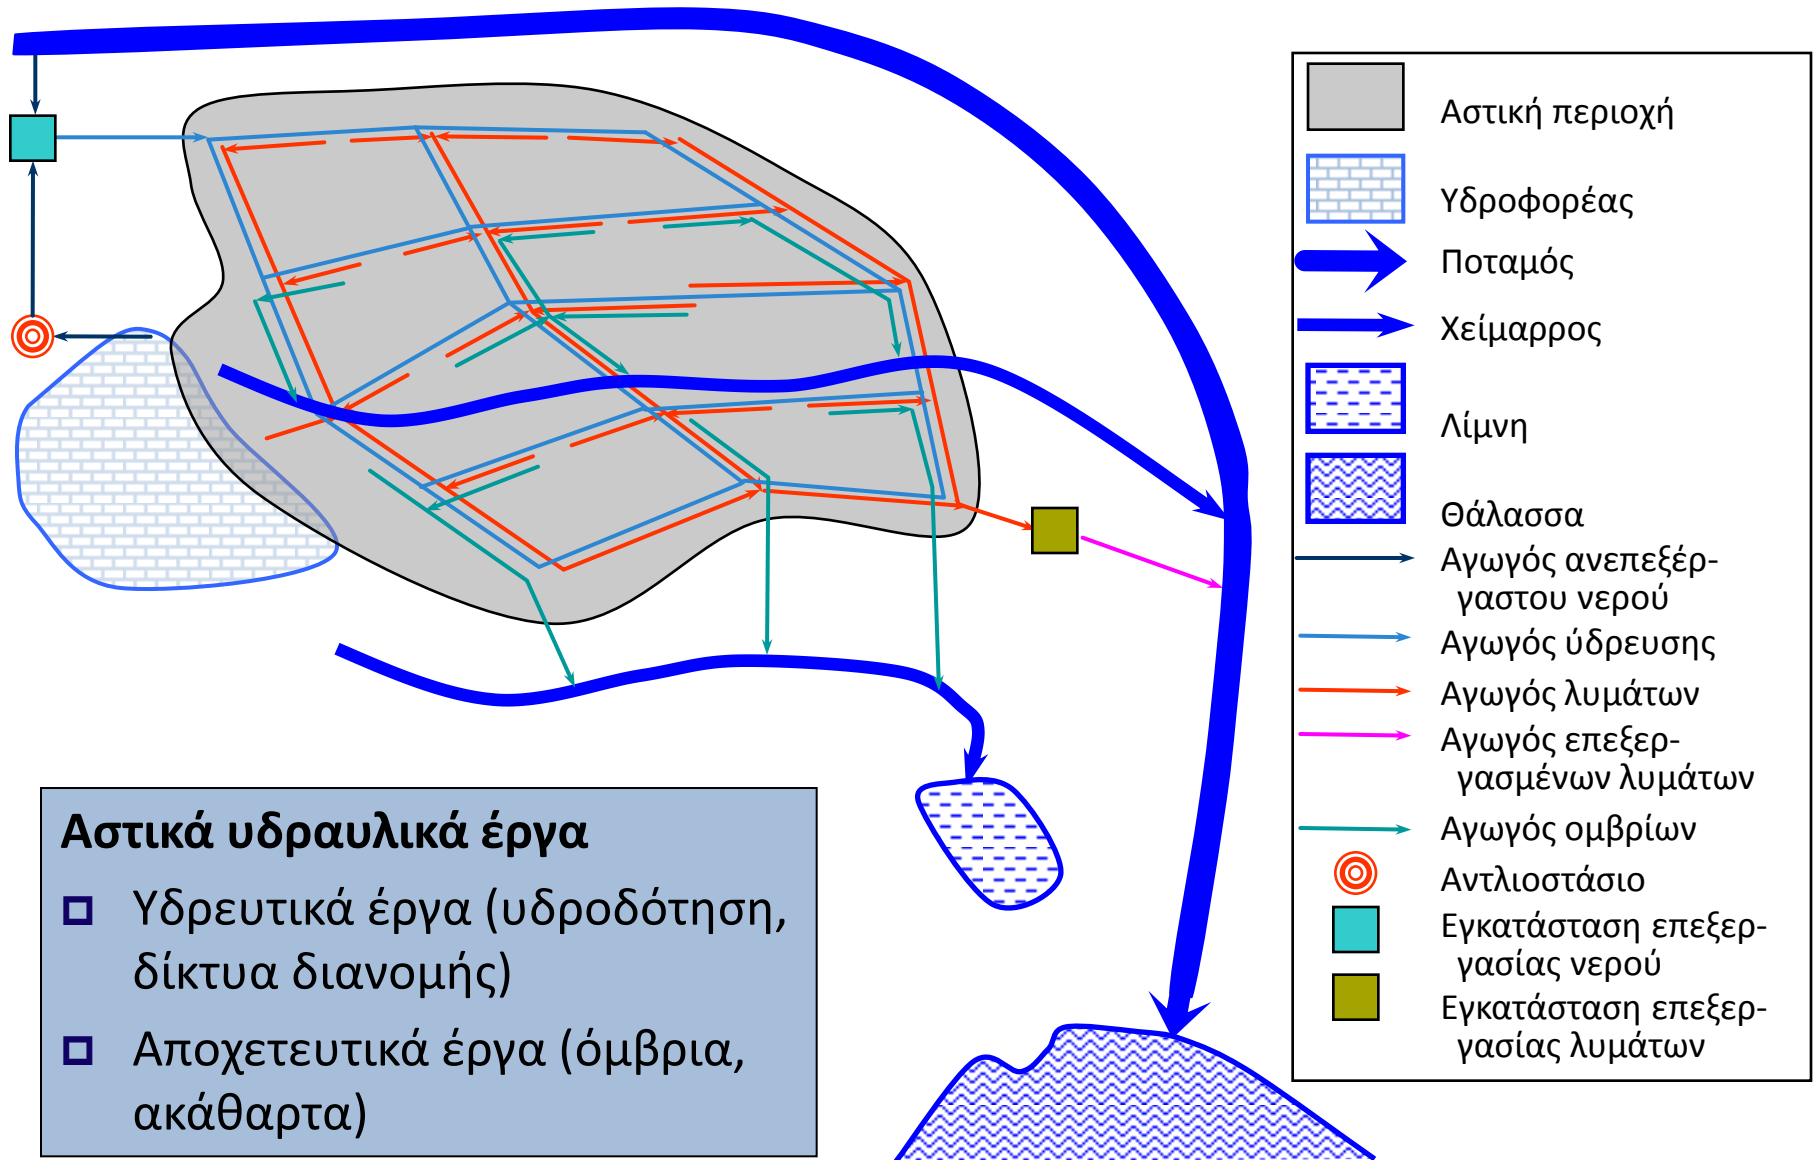 Αστική περιοχή
Υδροφορέας
Ποταμός
Χείμαρρος
Λίμνη
Θάλασσα
Αγωγός ανεπεξέρ-
γαστου νερού
Αγωγός ύδρευσης
Αγωγός λυμάτων
Αγωγός επεξερ-
γασμένων λυμάτων
Αγωγός ομβρίων
Αντλιοστάσιο
Εγκατάσταση επεξερ-
γασίας νερού
Εγκατάσταση επεξερ-
γασίας λυμάτων
Αστικά υδραυλικά έργα
Υδρευτικά έργα (υδροδότηση,
δίκτυα διανομής)
Αποχετευτικά έργα (όμβρια,
ακάθαρτα)